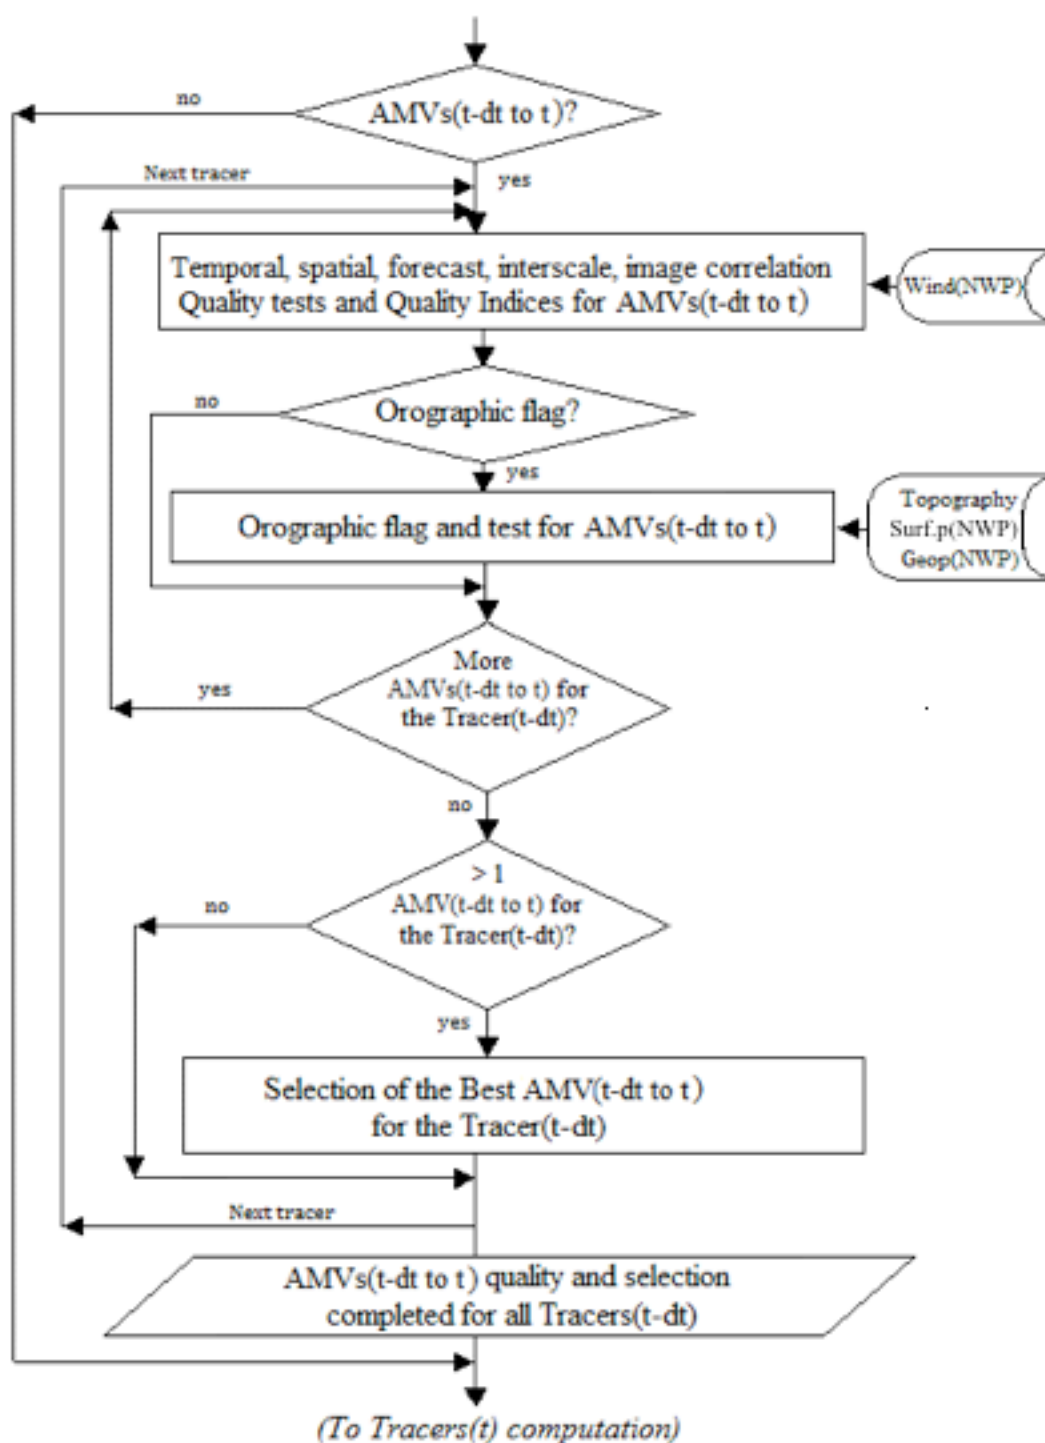 AMVs(t-dt to t)?
no
yes
Next tracer
Temporal, spatial, forecast, interscale, image correlation
Quality tests and Quality Indices for AMVs(t-dt to t)
Wind(NWP)
Orographic flag?
no
yes
Orographic flag and test for AMVs(t-dt to t)
Topography
Surf.p(NWP)
Geop(NWP)
More
AMVs(t-dt to t) for
the Tracer(t-dt)?
yes
no
> 1
AMV(t-dt to t) for
the Tracer(t-dt)?
no
yes
Selection of the Best AMV(t-dt to t)
for the Tracer(t-dt)
Next tracer
AMVs(t-dt to t) quality and selection
completed for all Tracers(t-dt)
(To Tracers(t) computation)